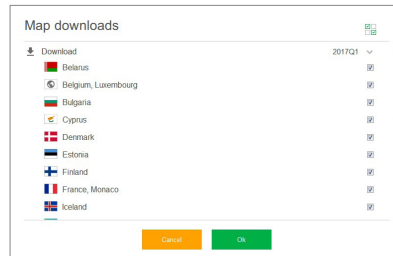 Map downloads
Download 2017Q1
Belarus
Belgium, Luxembourg
Bulgaria
Cyprus
Denmark
Estonia
Finland
France, Monaco
Iceland
Cancel Ok